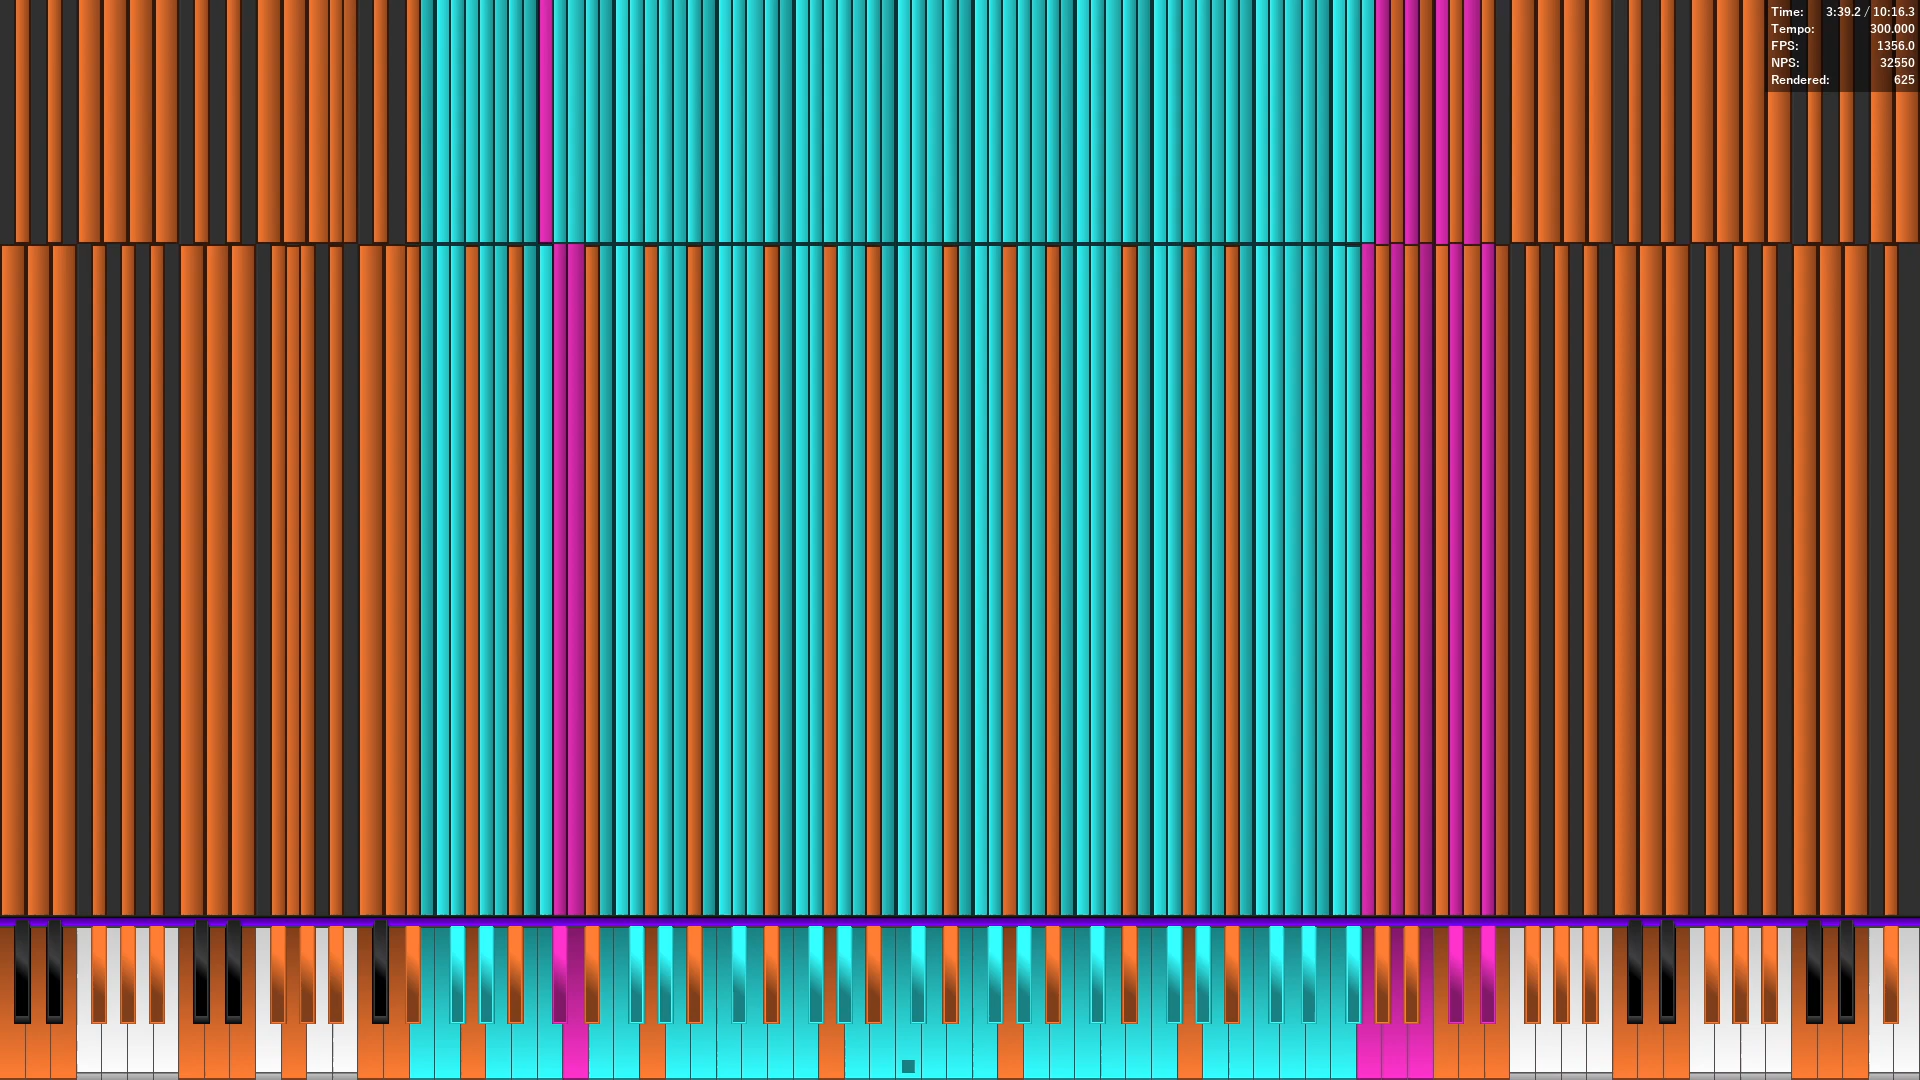 Time: 3:39.2 / 10:16.3
Tempo: 300.000
FPS: 1356.0
NPS: 32550
Rendered: 625